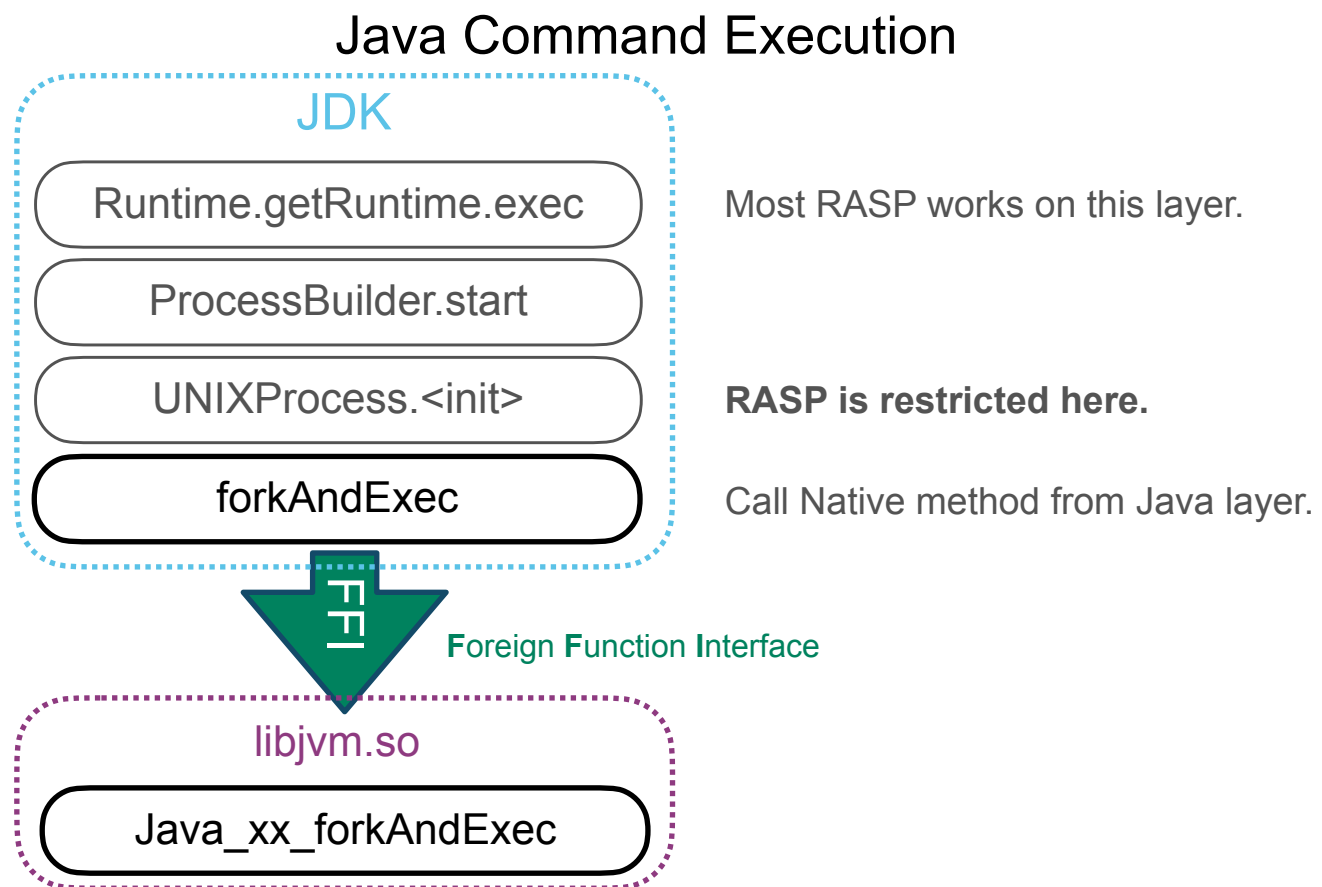 Java Command Execution
JDK
Runtime.getRuntime.exec
Most RASP works on this layer.
ProcessBuilder.start
UNIXProcess.<init>
RASP is restricted here.
forkAndExec
Call Native method from Java layer.
FFI
Foreign Function Interface
libjvm.so
Java_xx_forkAndExec